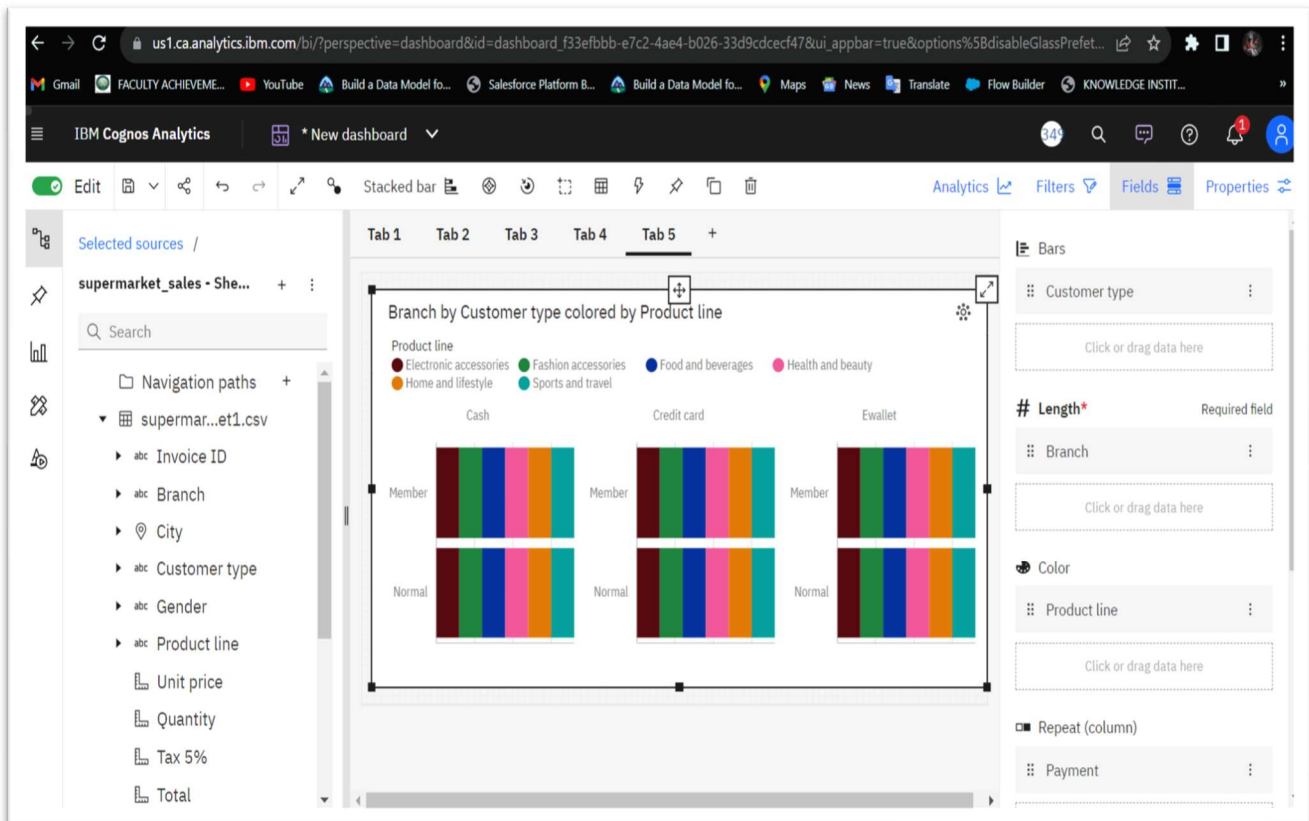 us1.ca.analytics.ibm.com/bi/?perspective=dashboard&id=dashboard_f33efbbb-e7c2-4ae4-b026-33d9cdcecf47&ui_appbar=true&options%5BdisableGlassPrefet...
Gmail FACULTY ACHIEVEME... YouTube Build a Data Model fo... Salesforce Platform B... Build a Data Model fo... Maps News Translate Flow Builder KNOWLEDGE INSTIT... »
IBM Cognos Analytics * New dashboard 349 1
Edit Stacked bar Analytics Filters Fields Properties
Selected sources /
supermarket_sales - She... +
Search
Navigation paths +
supermar...et1.csv
abc Invoice ID
abc Branch
City
abc Customer type
abc Gender
abc Product line
Unit price
Quantity
Tax 5%
Total
Tab 1 Tab 2 Tab 3 Tab 4 Tab 5 +
Branch by Customer type colored by Product line
Product line
Electronic accessories Fashion accessories Food and beverages Health and beauty
Home and lifestyle Sports and travel
Cash Credit card Ewallet
Member Member Member
Normal Normal Normal
Bars
Customer type
Click or drag data here
# Length* Required field
Branch
Click or drag data here
Color
Product line
Click or drag data here
Repeat (column)
Payment